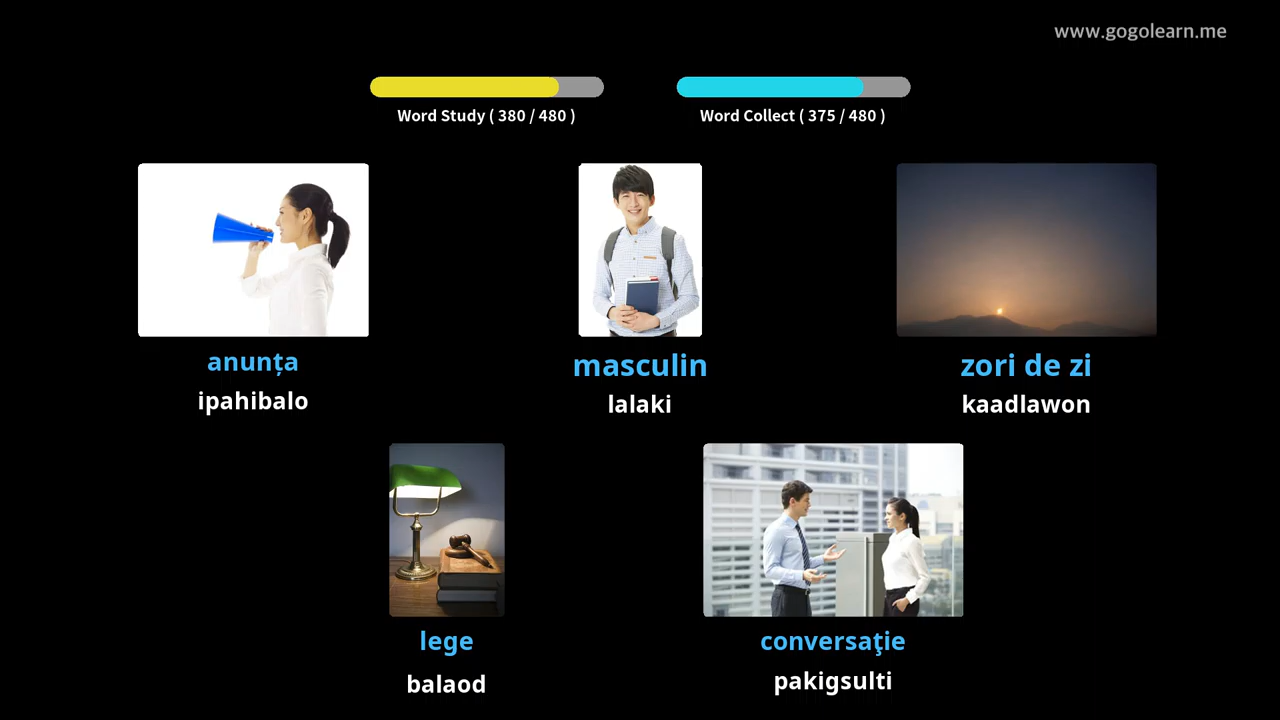 www.gogolearn.me
Word Study ( 380 / 480 )
Word Collect ( 375 / 480 )
anunța
ipahibalo
masculin
lalaki
zori de zi
kaadlawon
lege
balaod
conversaţie
pakigsulti